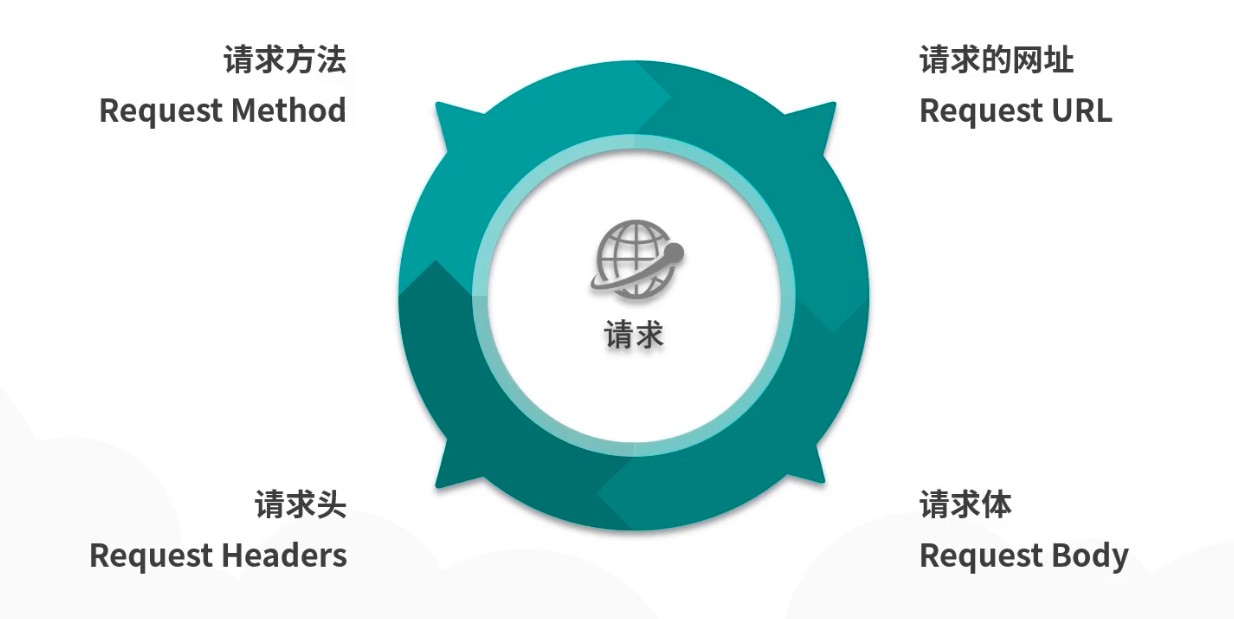 请求方法
Request Method
请求的网址
Request URL
请求
请求头
Request Headers
请求体
Request Body